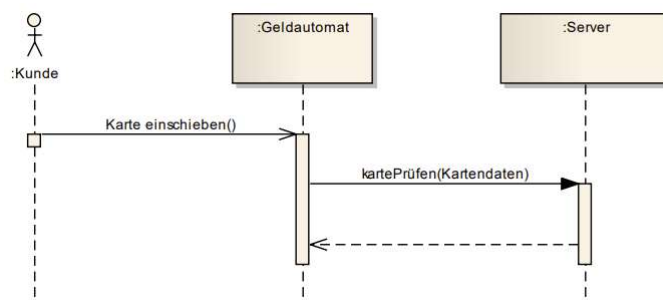 :Geldautomat
:Server
:Kunde
Karte einschieben()
kartePrüfen(Kartendaten)